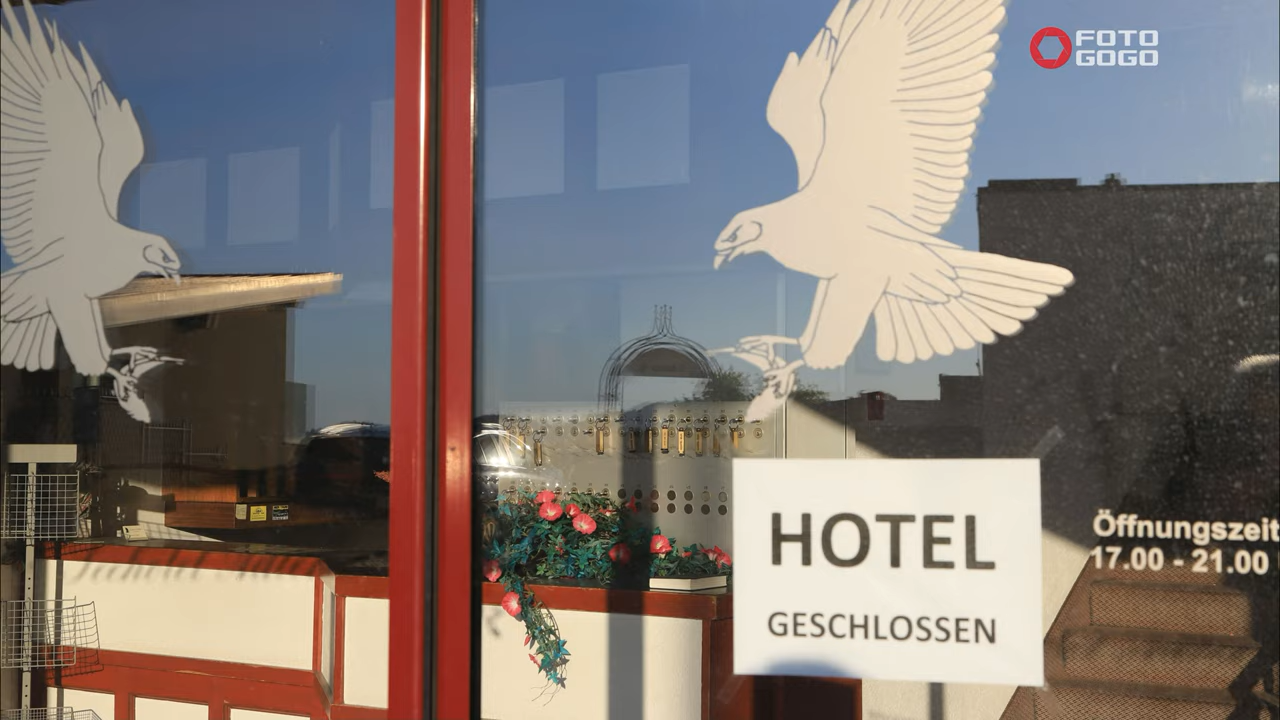 FOTO
GOGO
HOTEL
GESCHLOSSEN
Öffnungszeit
17.00 - 21.00